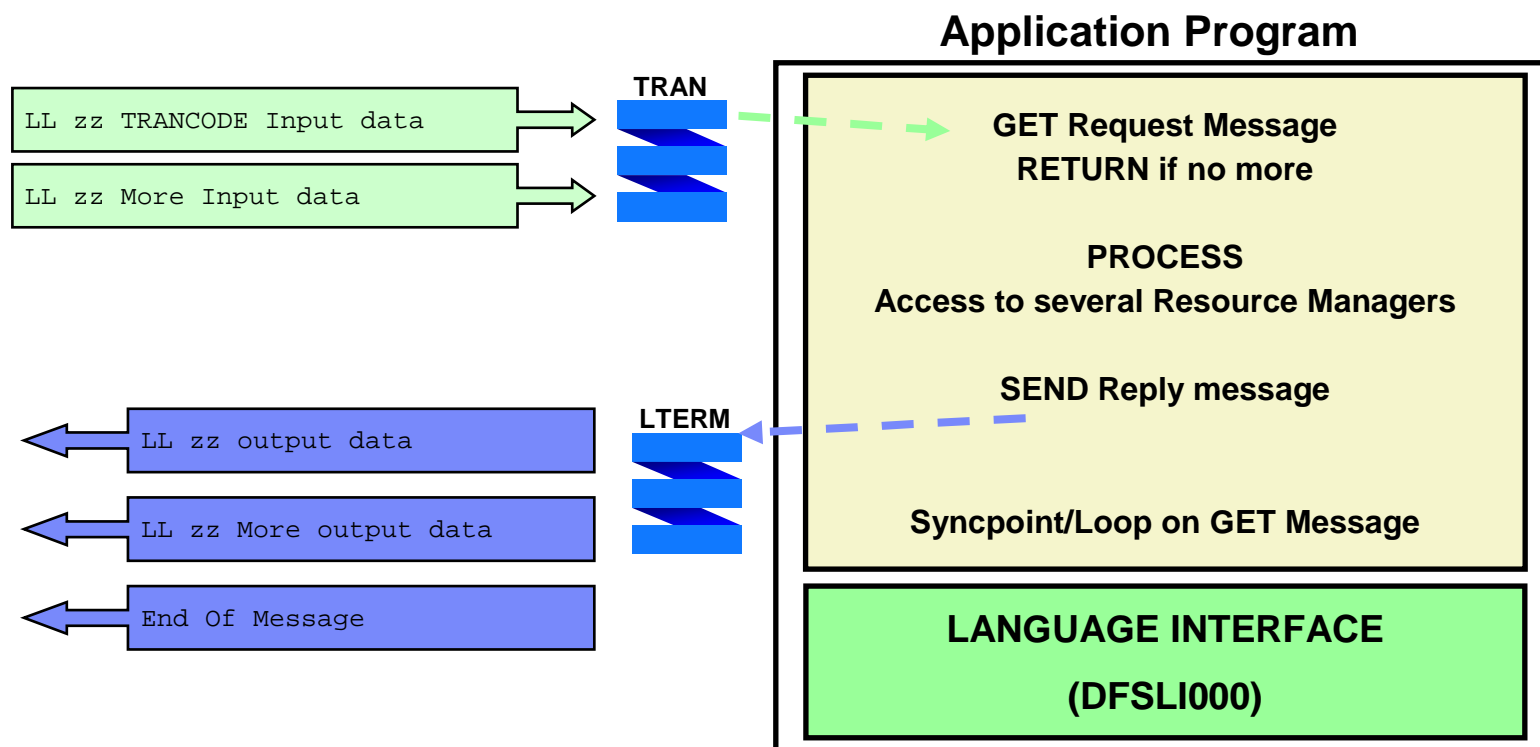 Application Program
TRAN
LL zz TRANCODE Input data
LL zz More Input data
GET Request Message
RETURN if no more
PROCESS
Access to several Resource Managers
SEND Reply message
LTERM
LL zz output data
LL zz More output data
End Of Message
Syncpoint/Loop on GET Message
LANGUAGE INTERFACE
(DFSLI000)